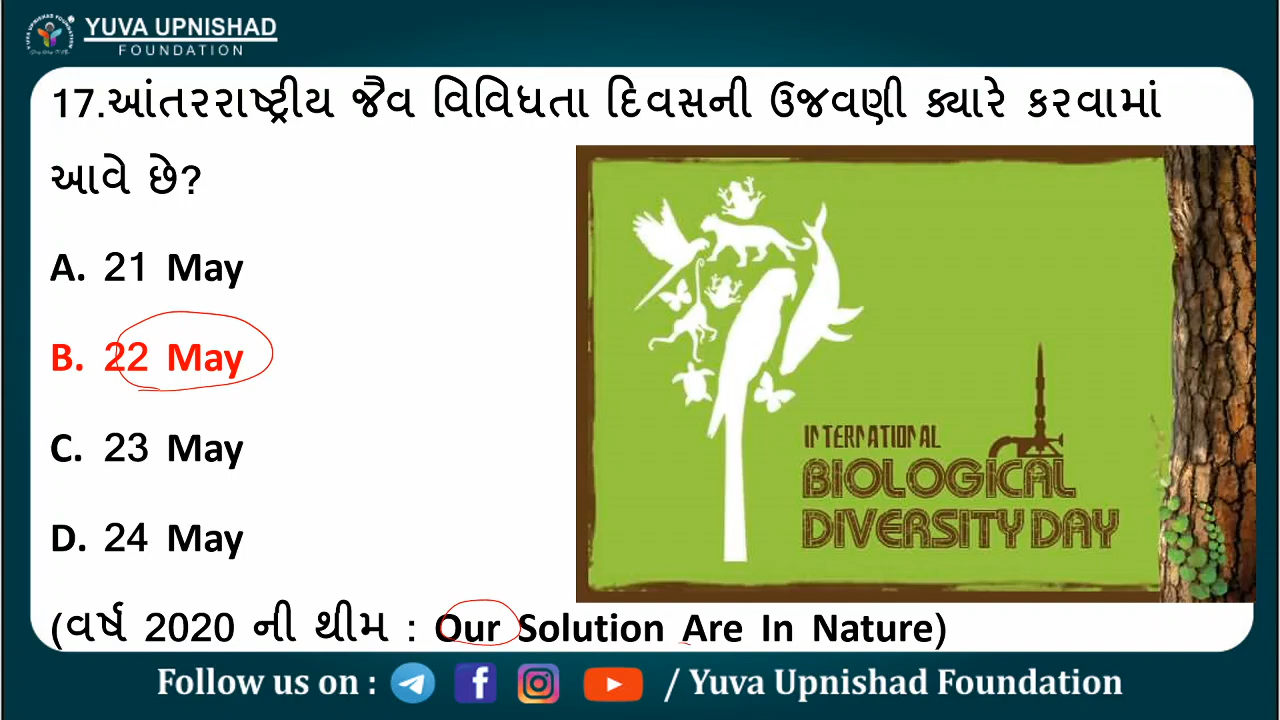 YUVA UPNISHAD
FOUNDATION
17.આંતરરાષ્ટ્રીય જૈવ વિવિધતા દિવસની ઉજવણી ક્યારે કરવામાં
આવે છે?
A. 21 May
B. 22 May
C. 23 May
D. 24 May
INTERNATIONAL
BIOLOGICAL
DIVERSITY DAY
(વર્ષ 2020 ની થીમ : Our Solution Are In Nature)
Follow us on : / Yuva Upnishad Foundation